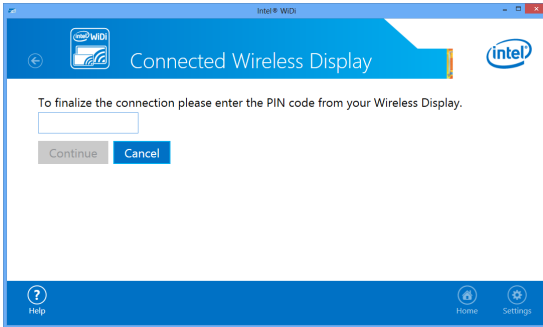 Intel® WiDi
intel WiDi
Connected Wireless Display
intel
To finalize the connection please enter the PIN code from your Wireless Display.
Continue
Cancel
?
Help
Home
Settings